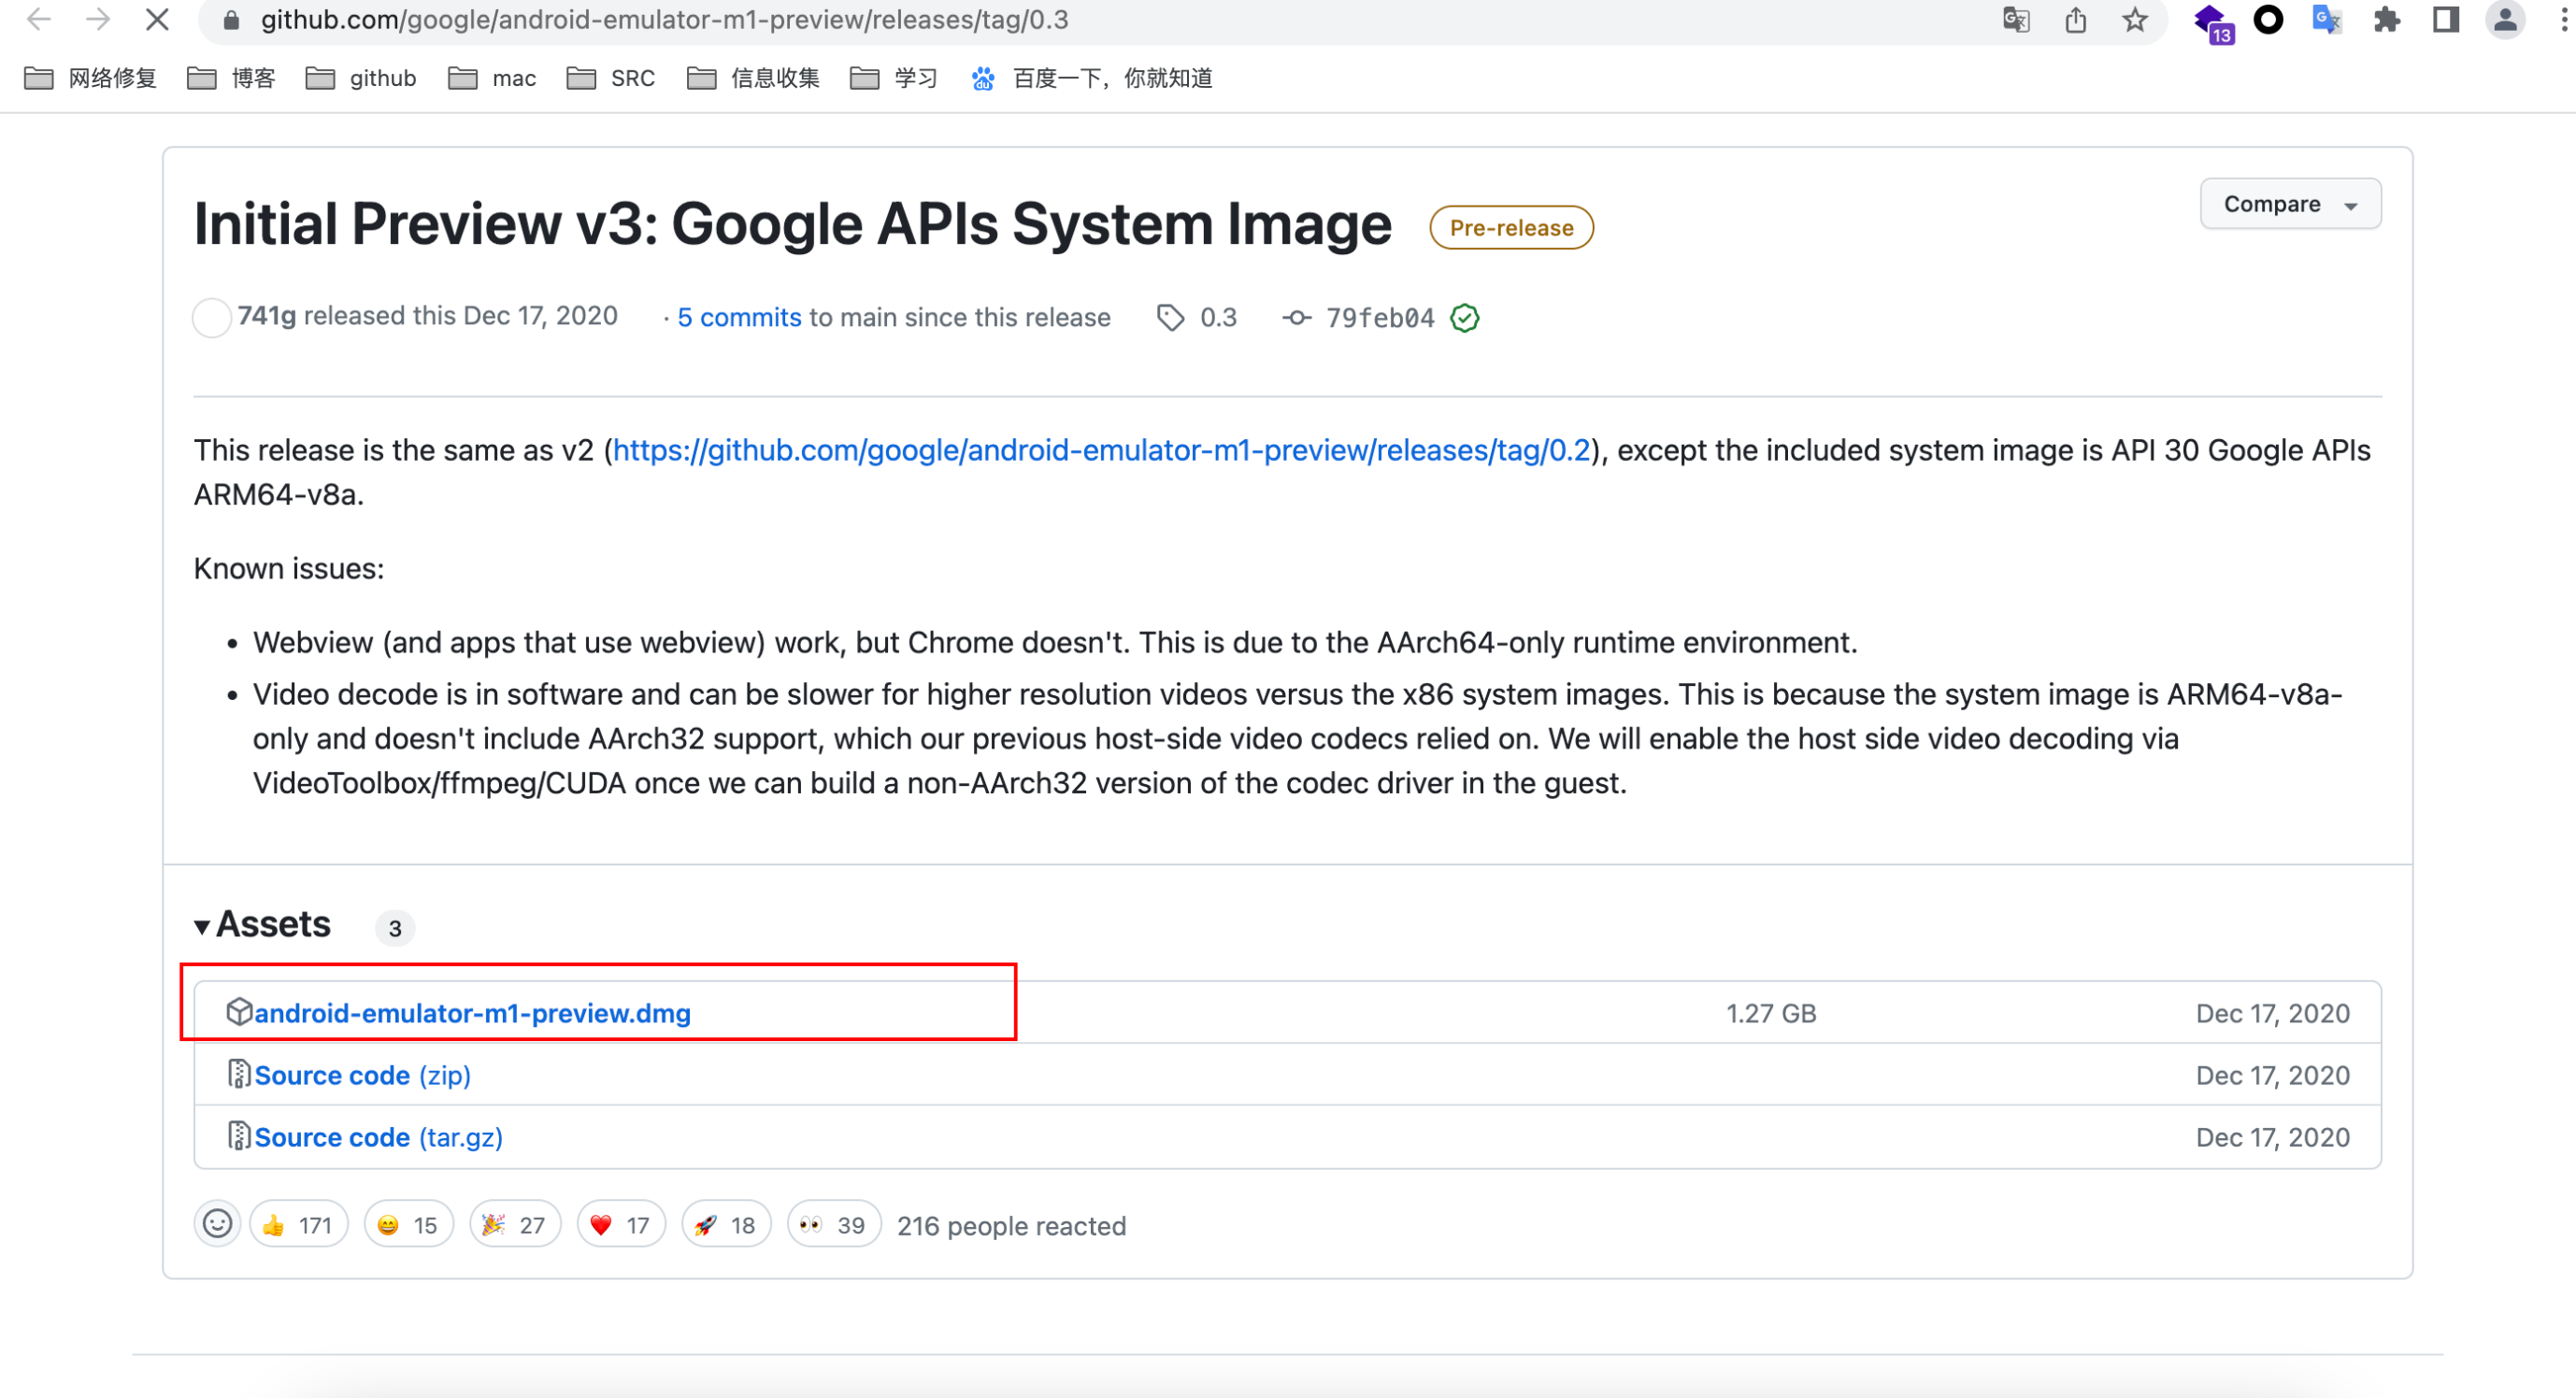 github.com/google/android-emulator-m1-preview/releases/tag/0.3
13
网络修复 博客 github mac SRC 信息收集 学习 百度一下，你就知道
Initial Preview v3: Google APIs System Image Pre-release Compare
741g released this Dec 17, 2020 · 5 commits to main since this release 0.3 79feb04
This release is the same as v2 (https://github.com/google/android-emulator-m1-preview/releases/tag/0.2), except the included system image is API 30 Google APIs
ARM64-v8a.
Known issues:
• Webview (and apps that use webview) work, but Chrome doesn't. This is due to the AArch64-only runtime environment.
• Video decode is in software and can be slower for higher resolution videos versus the x86 system images. This is because the system image is ARM64-v8a-
only and doesn't include AArch32 support, which our previous host-side video codecs relied on. We will enable the host side video decoding via
VideoToolbox/ffmpeg/CUDA once we can build a non-AArch32 version of the codec driver in the guest.
Assets 3
android-emulator-m1-preview.dmg 1.27 GB Dec 17, 2020
Source code (zip) Dec 17, 2020
Source code (tar.gz) Dec 17, 2020
👍 171 😄 15 🎉 27 ❤️ 17 🚀 18 👀 39 216 people reacted